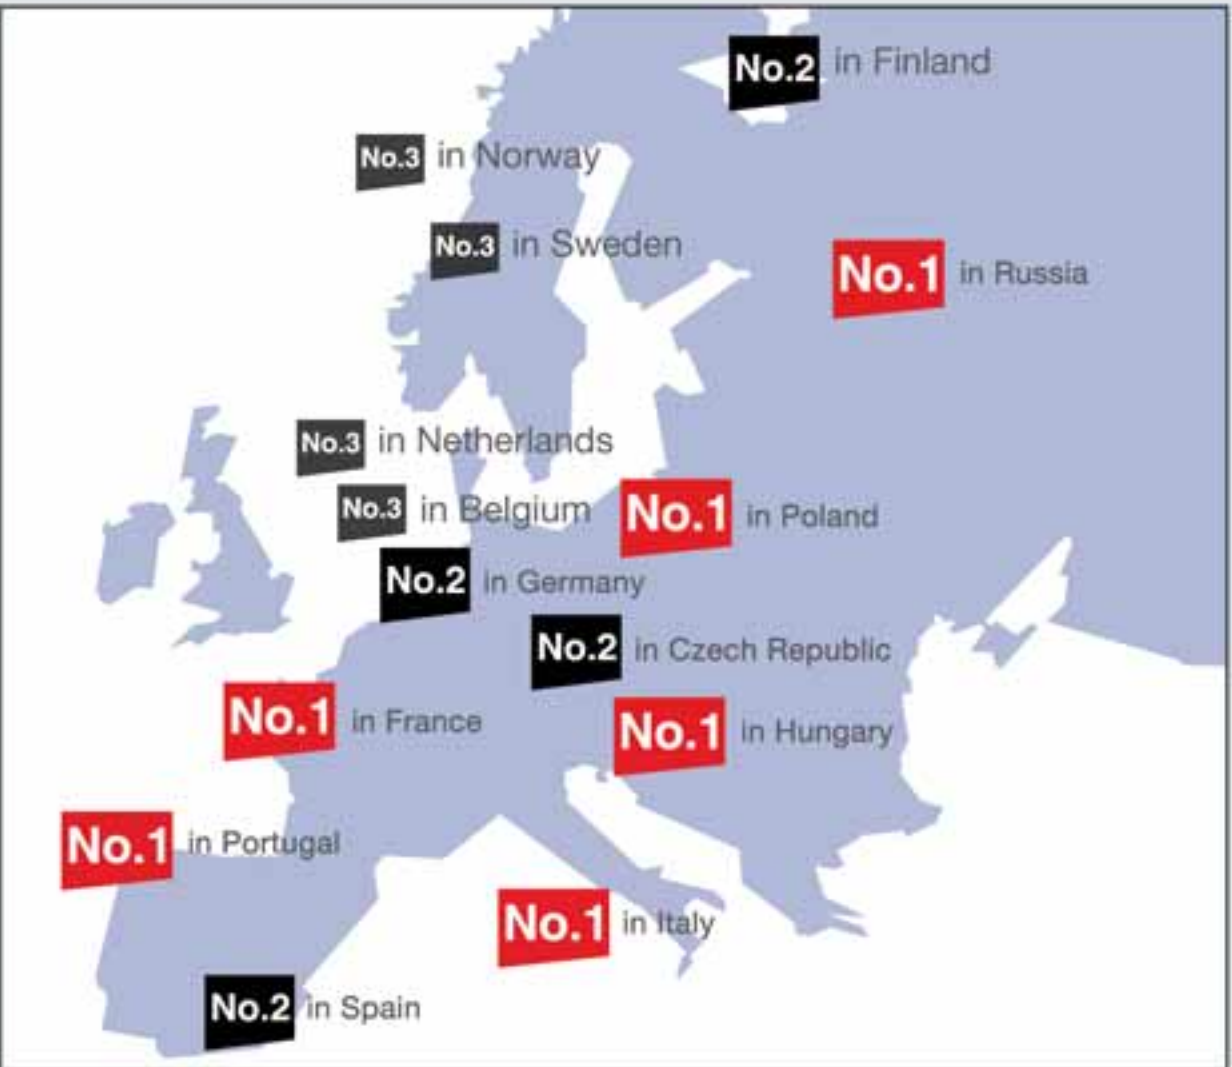 No.2 in Finland
No.3 in Norway
No.3 in Sweden
No.1 in Russia
No.3 in Netherlands
No.3 in Belgium
No.1 in Poland
No.2 in Germany
No.2 in Czech Republic
No.1 in France
No.1 in Hungary
No.1 in Portugal
No.1 in Italy
No.2 in Spain